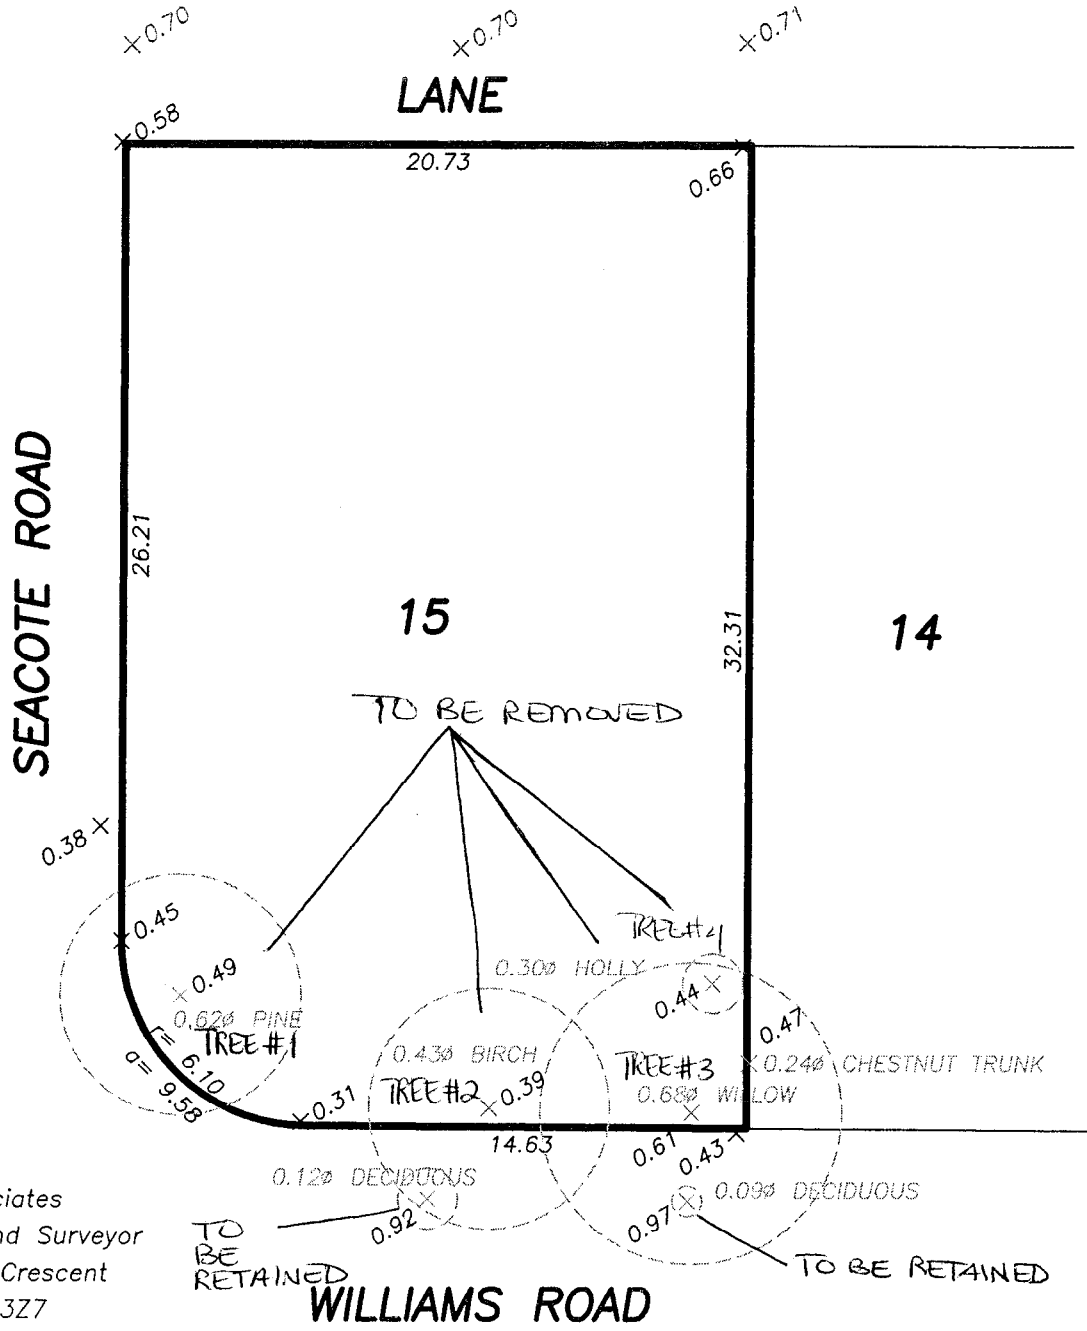 ×0.70
×0.70
×0.71
LANE
×0.58
20.73
0.66
SEACOTE ROAD
26.21
15
14
32.31
TO BE REMOVED
0.38 ×
×0.45
TREE#4
0.30ø HOLLY
×0.49
0.44 ×
0.62ø PINE
0.47
TREE#1
r= 6.10
a= 9.58
0.43ø BIRCH
TREE#3
×0.24ø CHESTNUT TRUNK
TREE#2
×0.39
0.68ø WILLOW
×0.31
14.63
0.61
0.43
0.12ø DECIDUOUS
0.09ø DECIDUOUS
0.92
0.97
ciates
nd Surveyor
Crescent
3Z7
TO
BE
RETAINED
TO BE RETAINED
WILLIAMS ROAD